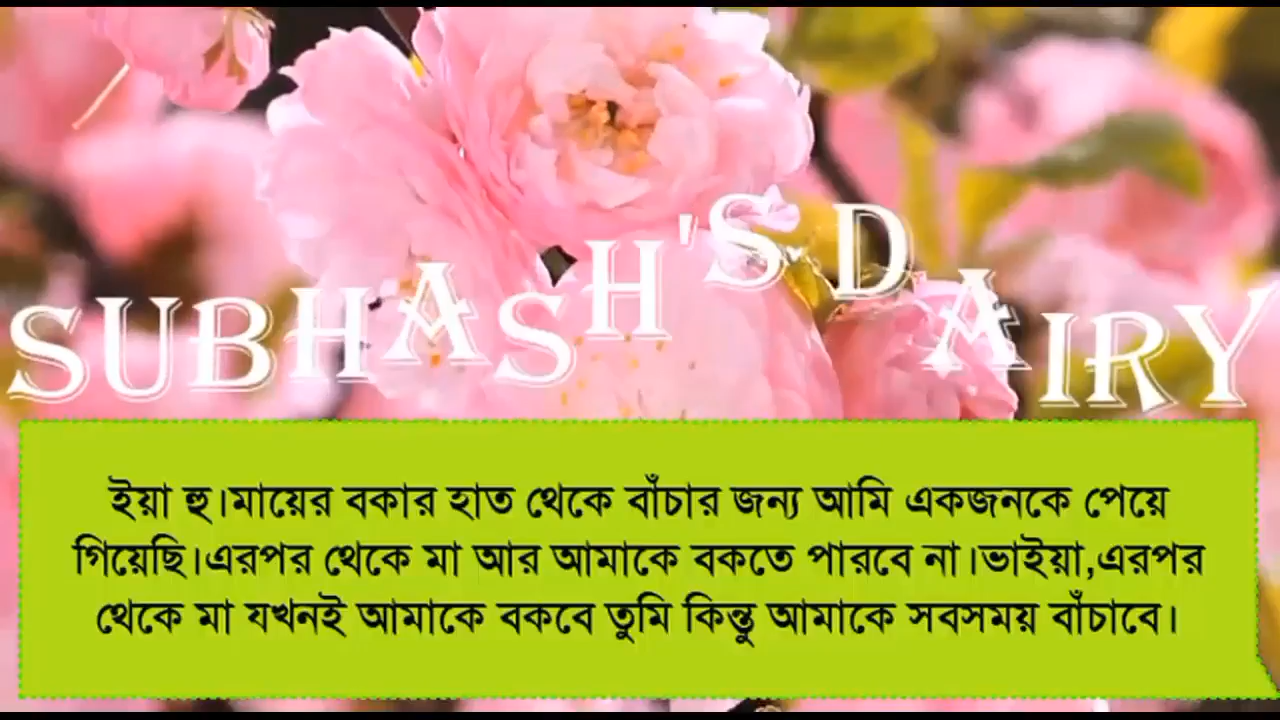 SUBHASH'S DAIRY
ইয়া হু।মায়ের বকার হাত থেকে বাঁচার জন্য আমি একজনকে পেয়ে
গিয়েছি।এরপর থেকে মা আর আমাকে বকতে পারবে না।ভাইয়া,এরপর
থেকে মা যখনই আমাকে বকবে তুমি কিন্তু আমাকে সবসময় বাঁচাবে।